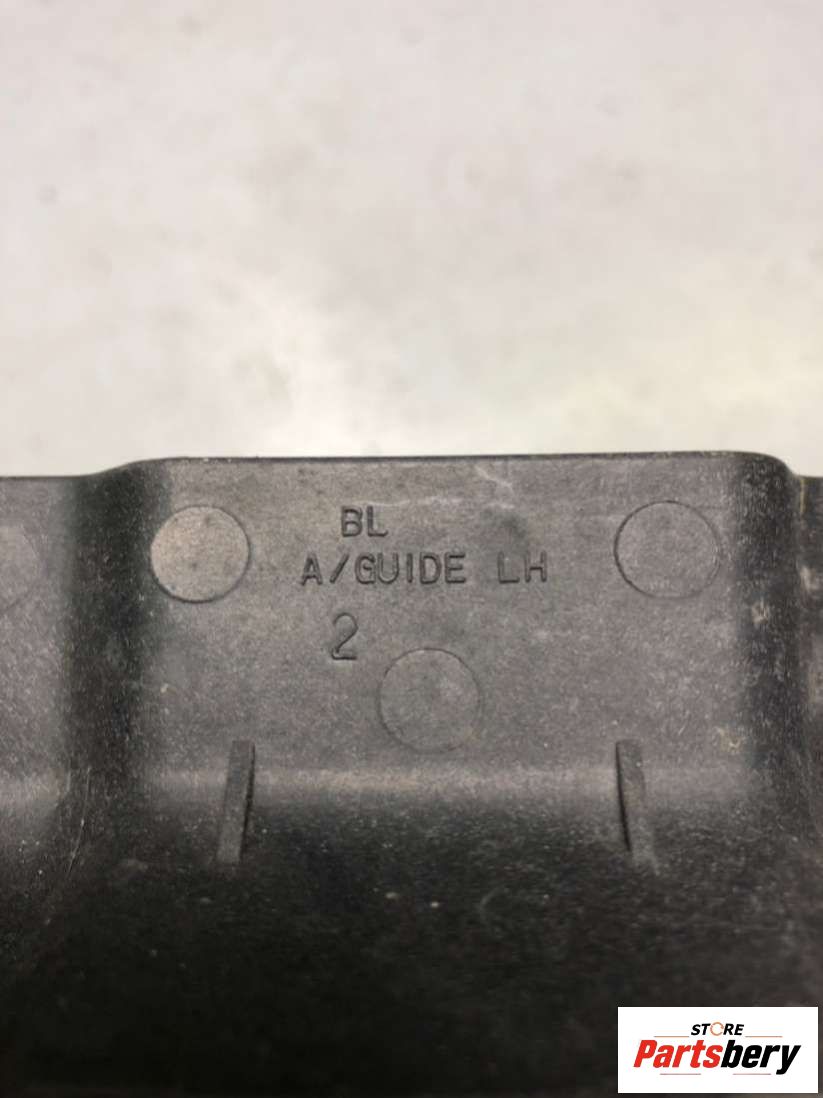 BL
A/GUIDE LH
2
STORE
Partsbery